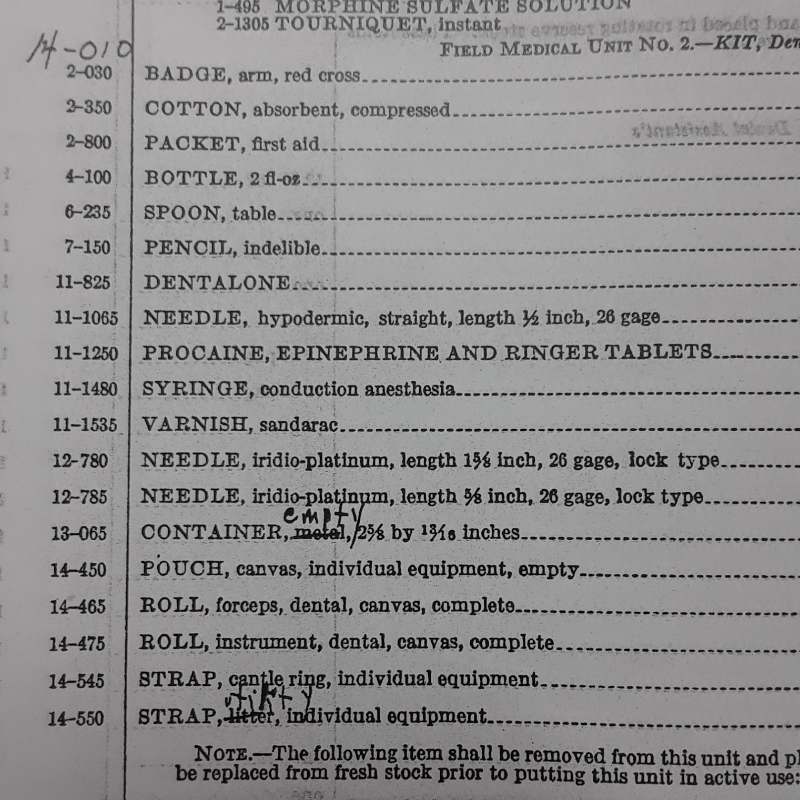 1-495 MORPHINE SULFATE SOLUTION
2-1305 TOURNIQUET, instant
14-010
FIELD MEDICAL UNIT NO. 2.—KIT, Den
2-030 BADGE, arm, red cross
2-350 COTTON, absorbent, compressed
2-800 PACKET, first aid
4-100 BOTTLE, 2 fl-oz
6-235 SPOON, table
7-150 PENCIL, indelible
11-825 DENTALONE
11-1065 NEEDLE, hypodermic, straight, length ½ inch, 26 gage
11-1250 PROCAINE, EPINEPHRINE AND RINGER TABLETS
11-1480 SYRINGE, conduction anesthesia
11-1535 VARNISH, sandarac
12-780 NEEDLE, iridio-platinum, length 1⅝ inch, 26 gage, lock type
12-785 NEEDLE, iridio-platinum, length ⅝ inch, 26 gage, lock type
empty
13-065 CONTAINER, metal, 2⅝ by 1 3/16 inches
14-450 POUCH, canvas, individual equipment, empty
14-465 ROLL, forceps, dental, canvas, complete
14-475 ROLL, instrument, dental, canvas, complete
14-545 STRAP, cantle ring, individual equipment
14-550 STRAP, litter, individual equipment
NOTE.—The following item shall be removed from this unit and pl
be replaced from fresh stock prior to putting this unit in active use: